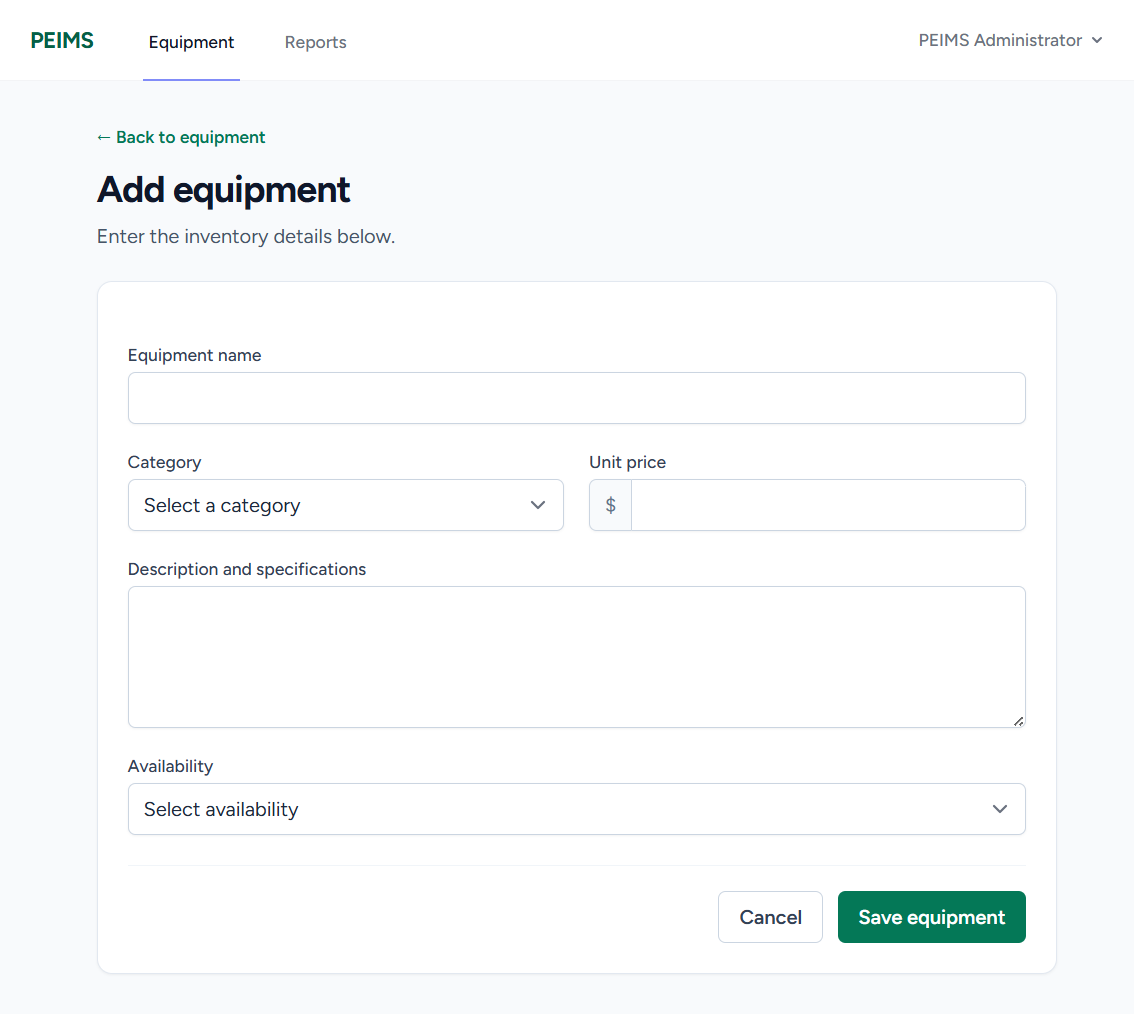 PEIMS
Equipment
Reports
PEIMS Administrator
← Back to equipment
Add equipment
Enter the inventory details below.
Equipment name
Category
Unit price
Select a category
$
Description and specifications
Availability
Select availability
Cancel
Save equipment